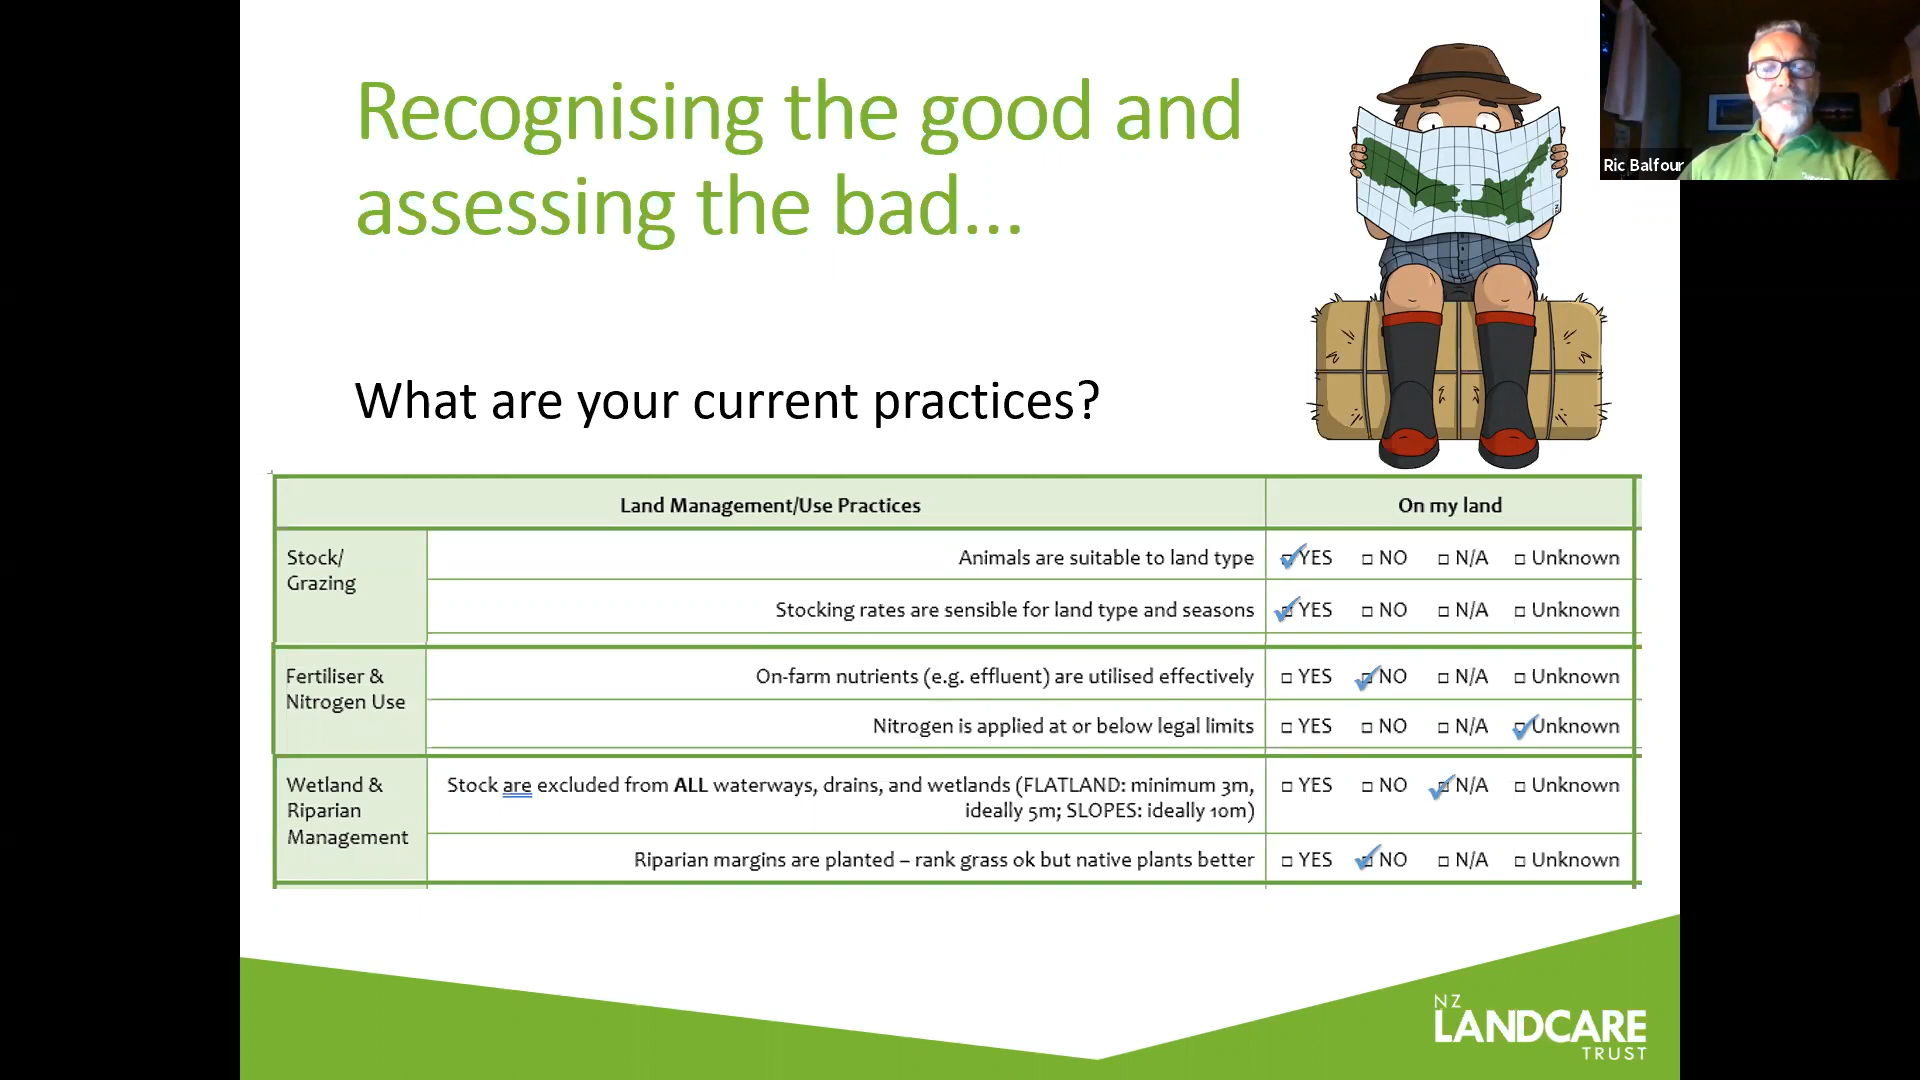 Recognising the good and
assessing the bad...
Ric Balfour
What are your current practices?
Land Management/Use Practices
On my land
Stock/
Grazing
Animals are suitable to land type
□ YES □ NO □ N/A □ Unknown
Stocking rates are sensible for land type and seasons
□ YES □ NO □ N/A □ Unknown
Fertiliser &
Nitrogen Use
On-farm nutrients (e.g. effluent) are utilised effectively
□ YES □ NO □ N/A □ Unknown
Nitrogen is applied at or below legal limits
□ YES □ NO □ N/A □ Unknown
Wetland &
Riparian
Management
Stock are excluded from ALL waterways, drains, and wetlands (FLATLAND: minimum 3m,
ideally 5m; SLOPES: ideally 10m)
□ YES □ NO □ N/A □ Unknown
Riparian margins are planted – rank grass ok but native plants better
□ YES □ NO □ N/A □ Unknown
NZ
LANDCARE
TRUST